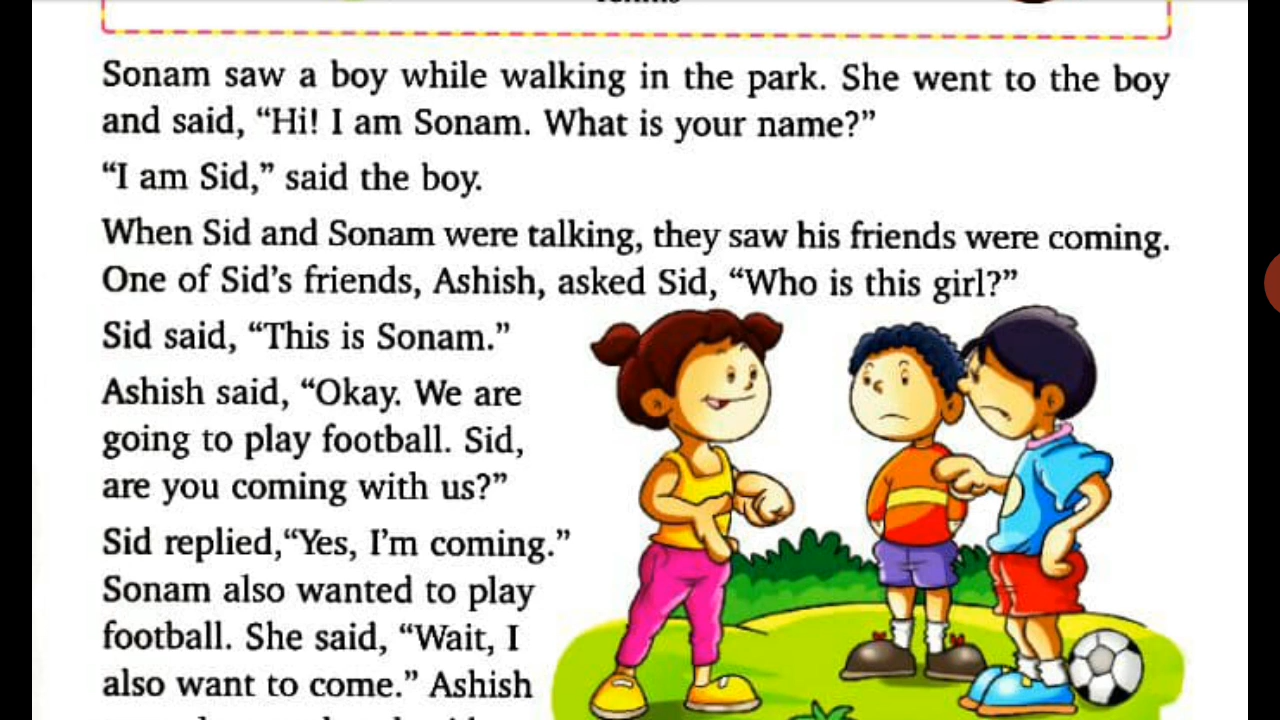 Sonam saw a boy while walking in the park. She went to the boy
and said, “Hi! I am Sonam. What is your name?”
“I am Sid,” said the boy.
When Sid and Sonam were talking, they saw his friends were coming.
One of Sid’s friends, Ashish, asked Sid, “Who is this girl?”
Sid said, “This is Sonam.”
Ashish said, “Okay. We are
going to play football. Sid,
are you coming with us?”
Sid replied,“Yes, I’m coming.”
Sonam also wanted to play
football. She said, “Wait, I
also want to come.” Ashish